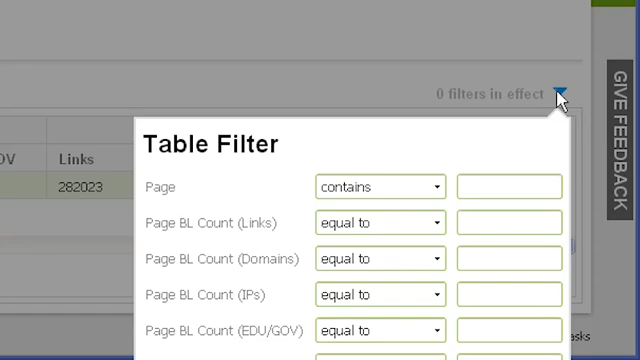 0 filters in effect
GIVE FEEDBACK
OV
Links
282023
Table Filter
Page contains
Page BL Count (Links) equal to
Page BL Count (Domains) equal to
Page BL Count (IPs) equal to
Page BL Count (EDU/GOV) equal to
asks